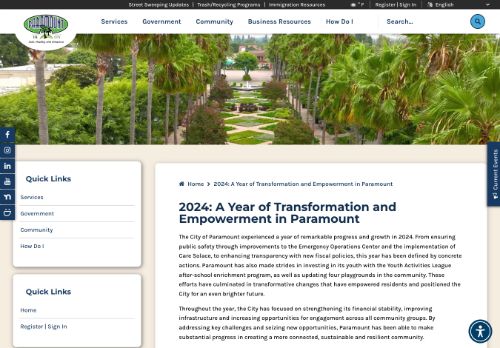 Street Sweeping Updates | Trash/Recycling Programs | Immigration Resources
°F | Register | Sign In English
PARAMOUNT
Services Government Community Business Resources How Do I Search...
Current Events
Quick Links
Services
Government
Community
How Do I
Quick Links
Home
Register | Sign In
Home > 2024: A Year of Transformation and Empowerment in Paramount
2024: A Year of Transformation and
Empowerment in Paramount
The City of Paramount experienced a year of remarkable progress and growth in 2024. From ensuring
public safety through improvements to the Emergency Operations Center and the implementation of
Care Solace, to enhancing transparency with new fiscal policies, this year has been defined by concrete
actions. Paramount has also made strides in investing in its youth with the Youth Activities League
after-school enrichment program, as well as updating four playgrounds in the community. These
efforts have culminated in transformative changes that have empowered residents and positioned the
City for an even brighter future.
Throughout the year, the City has focused on strengthening its financial stability, improving
infrastructure and increasing opportunities for engagement across all community groups. By
addressing key challenges and seizing new opportunities, Paramount has been able to make
substantial progress in creating a more connected, sustainable and resilient community.